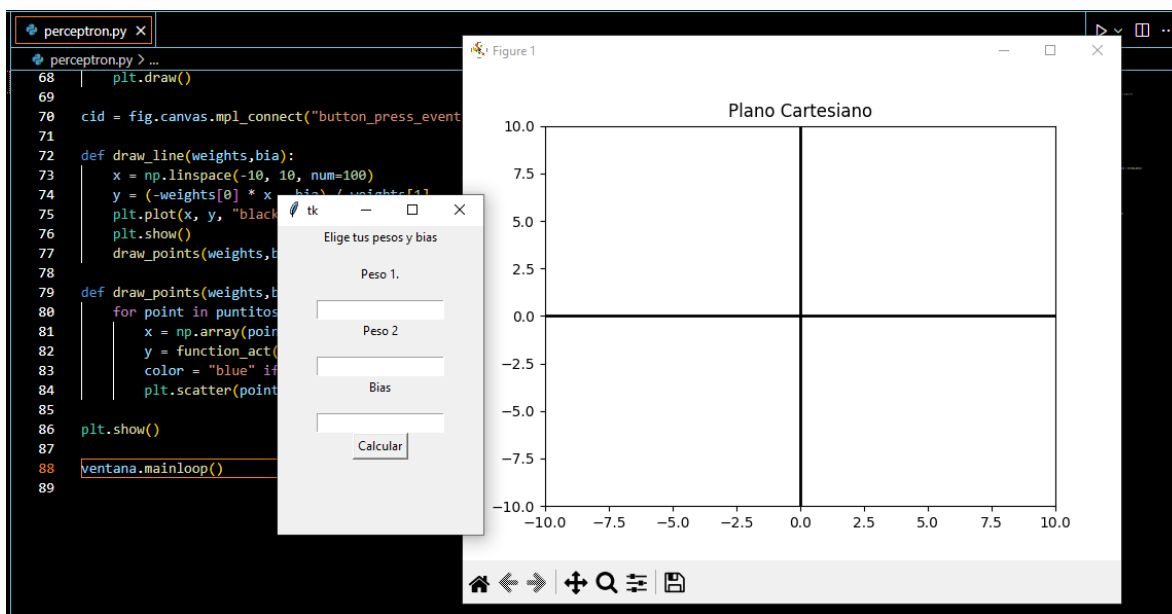 perceptron.py
perceptron.py > ...
68 plt.draw()
69
70 cid = fig.canvas.mpl_connect("button_press_event
71
72 def draw_line(weights,bia):
73 x = np.linspace(-10, 10, num=100)
74 y = (-weights[0] * x - bia) / weights[1]
75 plt.plot(x, y, "black
76 plt.show()
77 draw_points(weights,b
78
79 def draw_points(weights,b
80 for point in puntitos
81 x = np.array(poin
82 y = function_act(
83 color = "blue" if
84 plt.scatter(point
85
86 plt.show()
87
88 ventana.mainloop()
89
tk
Elige tus pesos y bias
Peso 1.
Peso 2
Bias
Calcular
Figure 1
Plano Cartesiano
10.0
7.5
5.0
2.5
0.0
−2.5
−5.0
−7.5
−10.0
−10.0 −7.5 −5.0 −2.5 0.0 2.5 5.0 7.5 10.0